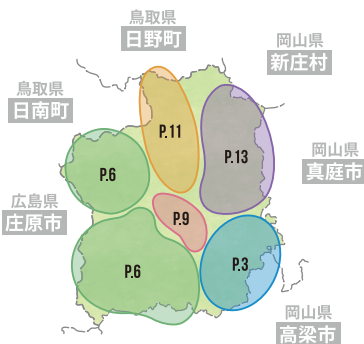 鳥取県
日野町
岡山県
新庄村
鳥取県
日南町
P.11
P.13
岡山県
真庭市
P.6
広島県
庄原市
P.9
P.6
P.3
岡山県
高梁市